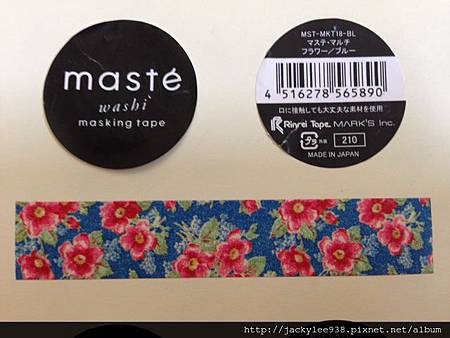 masté
washi
masking tape
MST-MKT18-BL
マステ・マルチ
フラワー／ブルー
4 516278 565890
口に接触しても大丈夫な素材を使用
Rinrei Tape. MARK'S Inc.
プラ 210
MADE IN JAPAN
http://jackylee938.pixnet.net/album